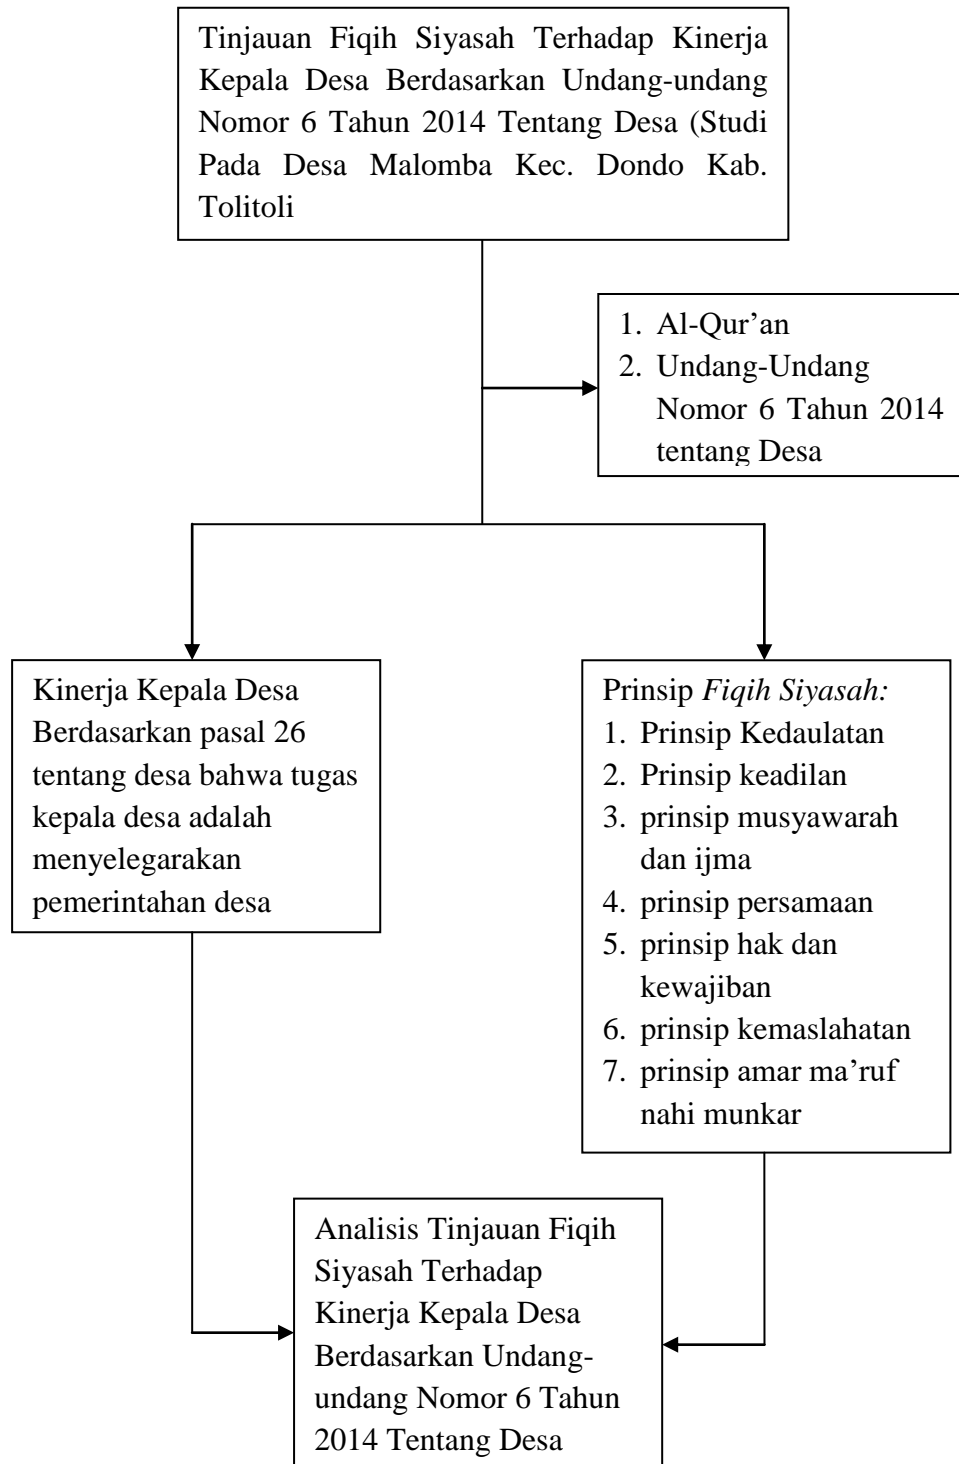 Tinjauan Fiqih Siyasah Terhadap Kinerja
Kepala Desa Berdasarkan Undang-undang
Nomor 6 Tahun 2014 Tentang Desa (Studi
Pada Desa Malomba Kec. Dondo Kab.
Tolitoli
1. Al-Qur’an
2. Undang-Undang
Nomor 6 Tahun 2014
tentang Desa
Kinerja Kepala Desa
Berdasarkan pasal 26
tentang desa bahwa tugas
kepala desa adalah
menyelegarakan
pemerintahan desa
Prinsip Fiqih Siyasah:
1. Prinsip Kedaulatan
2. Prinsip keadilan
3. prinsip musyawarah
dan ijma
4. prinsip persamaan
5. prinsip hak dan
kewajiban
6. prinsip kemaslahatan
7. prinsip amar ma’ruf
nahi munkar
Analisis Tinjauan Fiqih
Siyasah Terhadap
Kinerja Kepala Desa
Berdasarkan Undang-
undang Nomor 6 Tahun
2014 Tentang Desa